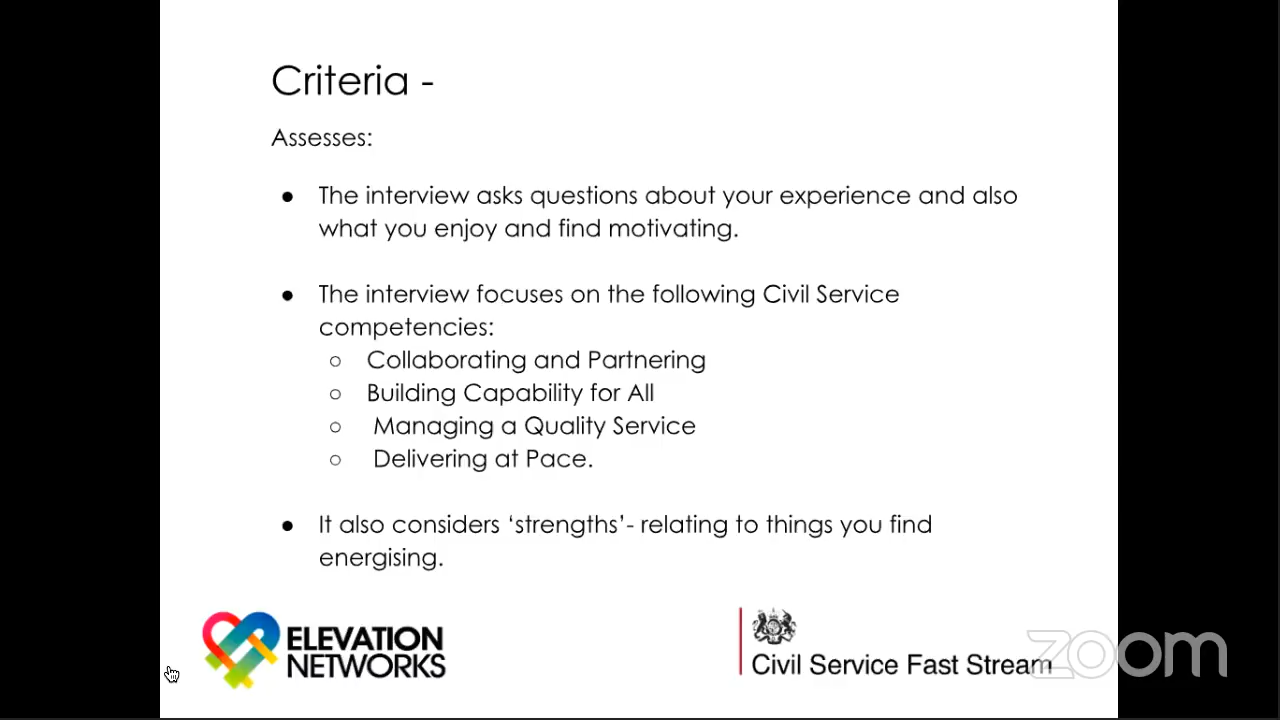 Criteria -
Assesses:
● The interview asks questions about your experience and also
what you enjoy and find motivating.
● The interview focuses on the following Civil Service
competencies:
○ Collaborating and Partnering
○ Building Capability for All
○ Managing a Quality Service
○ Delivering at Pace.
● It also considers ‘strengths’- relating to things you find
energising.
ELEVATION
NETWORKS
Civil Service Fast Stream
zoom